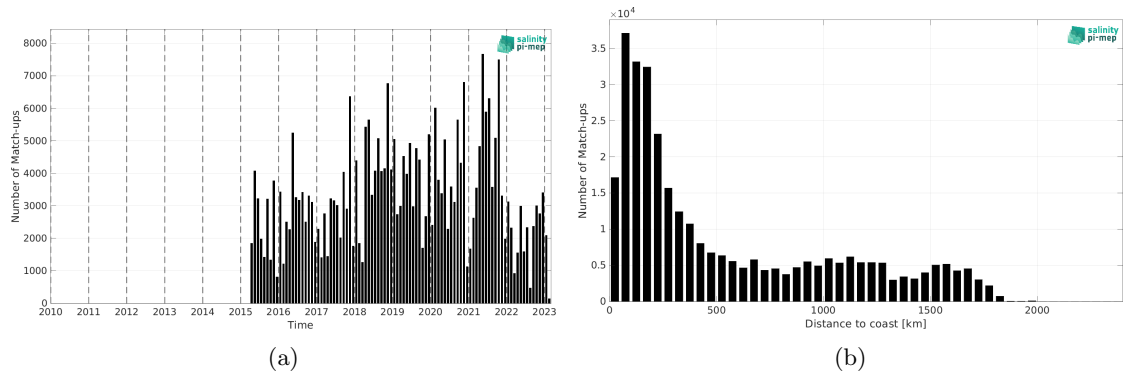 salinity
pi-mep
8000
7000
6000
5000
4000
3000
2000
1000
0
Number of Match-ups
2010 2011 2012 2013 2014 2015 2016 2017 2018 2019 2020 2021 2022 2023
Time
(a)
×10⁴
salinity
pi-mep
3.5
3
2.5
2
1.5
1
0.5
0
Number of Match-ups
0 500 1000 1500 2000
Distance to coast [km]
(b)